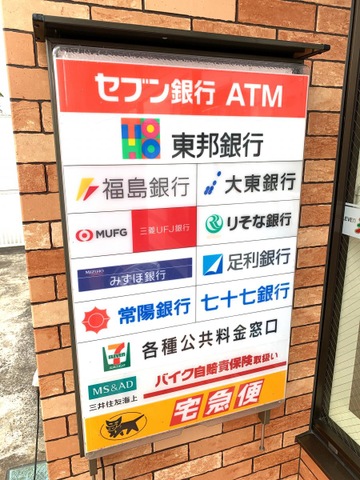 セブン銀行 ATM
TOHO 東邦銀行
福島銀行 大東銀行
MUFG 三菱UFJ銀行 りそな銀行
MIZUHO
みずほ銀行 足利銀行
常陽銀行 七十七銀行
7 ELEVEN 各種公共料金窓口
MS&AD バイク自賠責保険取扱い
三井住友海上
宅急便